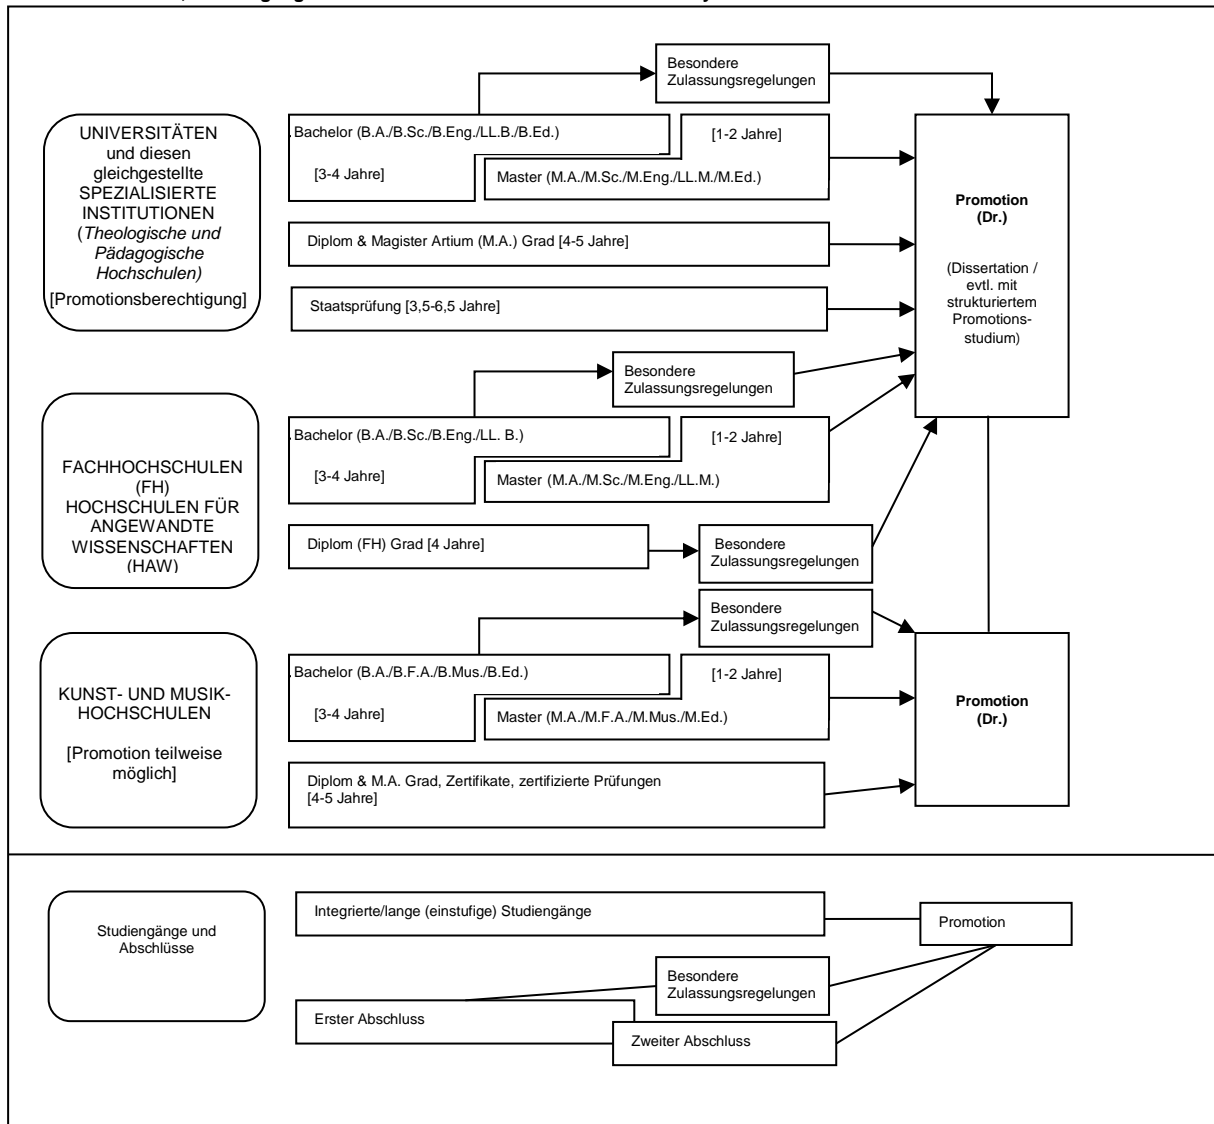 Besondere
Zulassungsregelungen
UNIVERSITÄTEN
und diesen
gleichgestellte
SPEZIALISIERTE
INSTITUTIONEN
(Theologische und
Pädagogische
Hochschulen)
[Promotionsberechtigung]
Bachelor (B.A./B.Sc./B.Eng./LL.B./B.Ed.)
[1-2 Jahre]
[3-4 Jahre]
Master (M.A./M.Sc./M.Eng./LL.M./M.Ed.)
Diplom & Magister Artium (M.A.) Grad [4-5 Jahre]
Staatsprüfung [3,5-6,5 Jahre]
Promotion
(Dr.)
(Dissertation /
evtl. mit
strukturiertem
Promotions-
studium)
Besondere
Zulassungsregelungen
FACHHOCHSCHULEN
(FH)
HOCHSCHULEN FÜR
ANGEWANDTE
WISSENSCHAFTEN
(HAW)
Bachelor (B.A./B.Sc./B.Eng./LL. B.)
[1-2 Jahre]
[3-4 Jahre]
Master (M.A./M.Sc./M.Eng./LL.M.)
Diplom (FH) Grad [4 Jahre]
Besondere
Zulassungsregelungen
Besondere
Zulassungsregelungen
KUNST- UND MUSIK-
HOCHSCHULEN
[Promotion teilweise
möglich]
Bachelor (B.A./B.F.A./B.Mus./B.Ed.)
[1-2 Jahre]
[3-4 Jahre]
Master (M.A./M.F.A./M.Mus./M.Ed.)
Diplom & M.A. Grad, Zertifikate, zertifizierte Prüfungen
[4-5 Jahre]
Promotion
(Dr.)
Studiengänge und
Abschlüsse
Integrierte/lange (einstufige) Studiengänge
Promotion
Besondere
Zulassungsregelungen
Erster Abschluss
Zweiter Abschluss